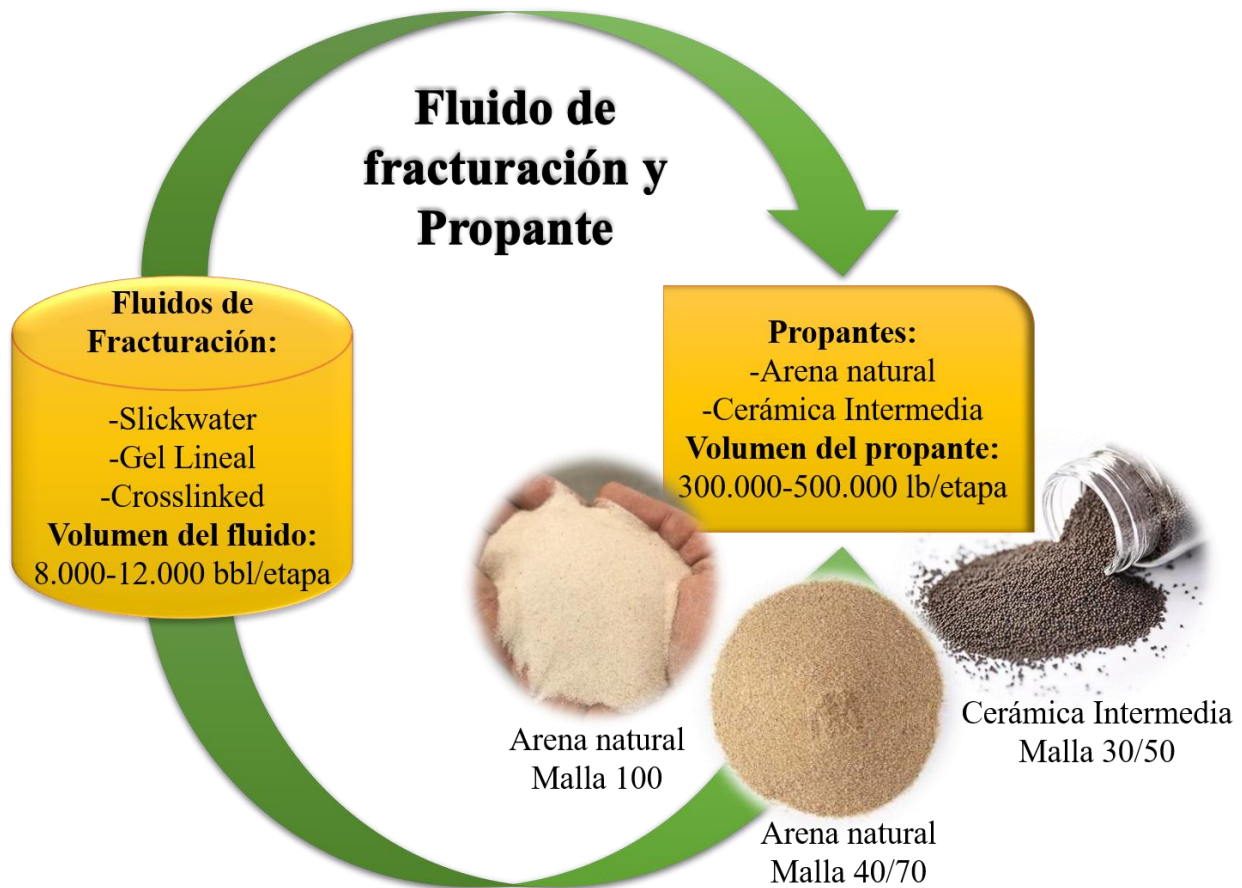 Fluido de
fracturación y
Propante
Fluidos de
Fracturación:
-Slickwater
-Gel Lineal
-Crosslinked
Volumen del fluido:
8.000-12.000 bbl/etapa
Propantes:
-Arena natural
-Cerámica Intermedia
Volumen del propante:
300.000-500.000 lb/etapa
Arena natural
Malla 100
Arena natural
Malla 40/70
Cerámica Intermedia
Malla 30/50